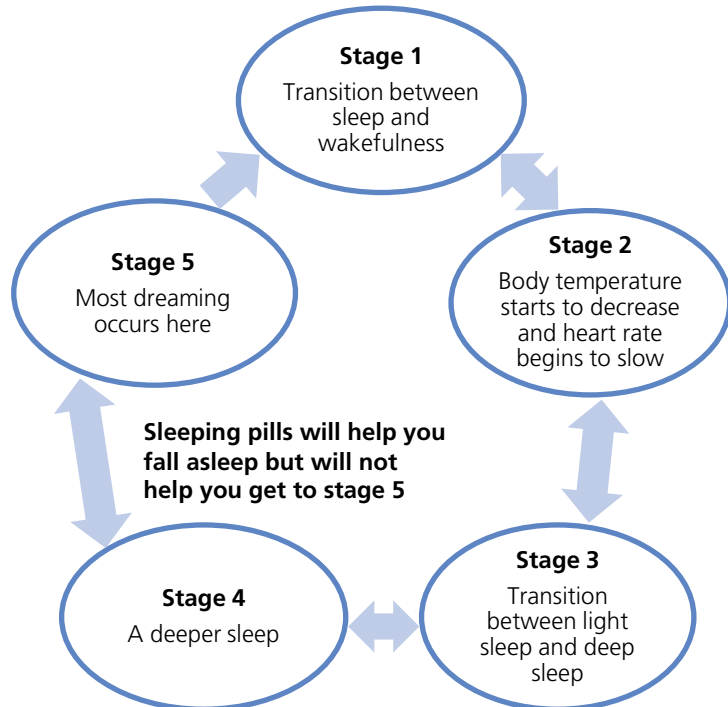 Stage 1
Transition between
sleep and
wakefulness
Stage 2
Body temperature
starts to decrease
and heart rate
begins to slow
Stage 3
Transition
between light
sleep and deep
sleep
Stage 4
A deeper sleep
Stage 5
Most dreaming
occurs here
Sleeping pills will help you
fall asleep but will not
help you get to stage 5